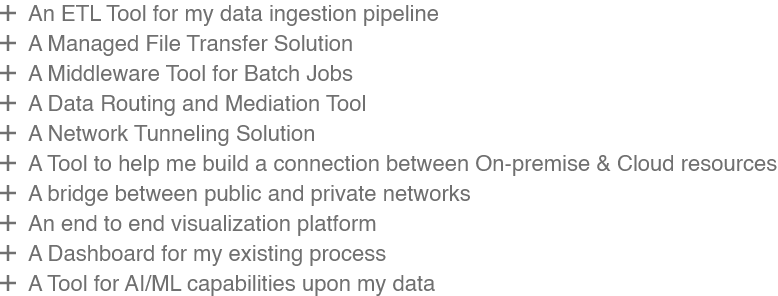 + An ETL Tool for my data ingestion pipeline
+ A Managed File Transfer Solution
+ A Middleware Tool for Batch Jobs
+ A Data Routing and Mediation Tool
+ A Network Tunneling Solution
+ A Tool to help me build a connection between On-premise & Cloud resources
+ A bridge between public and private networks
+ An end to end visualization platform
+ A Dashboard for my existing process
+ A Tool for AI/ML capabilities upon my data